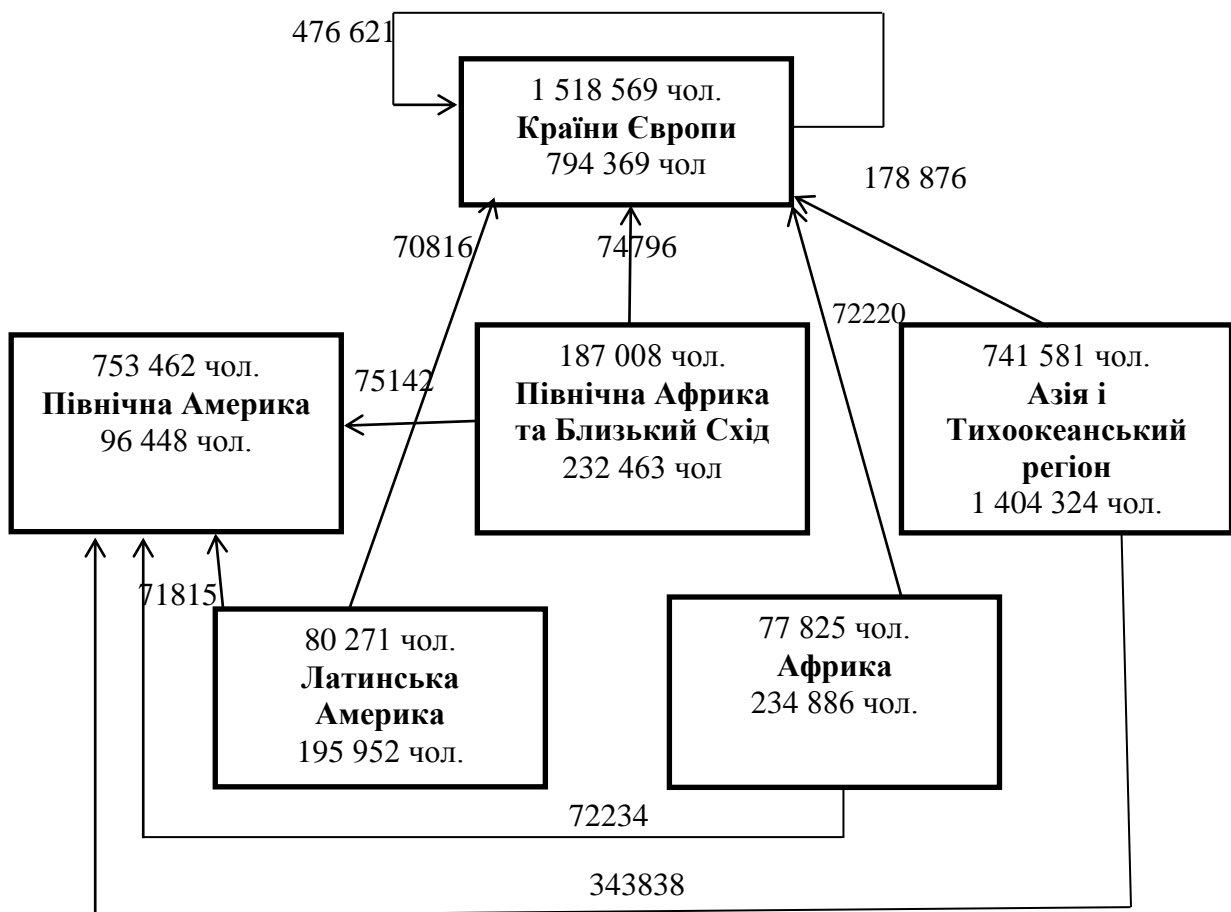 476 621
1 518 569 чол.
Країни Європи
794 369 чол
178 876
70816
74796
72220
753 462 чол.
Північна Америка
96 448 чол.
75142
187 008 чол.
Північна Африка
та Близький Схід
232 463 чол
741 581 чол.
Азія і
Тихоокеанський
регіон
1 404 324 чол.
71815
80 271 чол.
Латинська
Америка
195 952 чол.
77 825 чол.
Африка
234 886 чол.
72234
343838